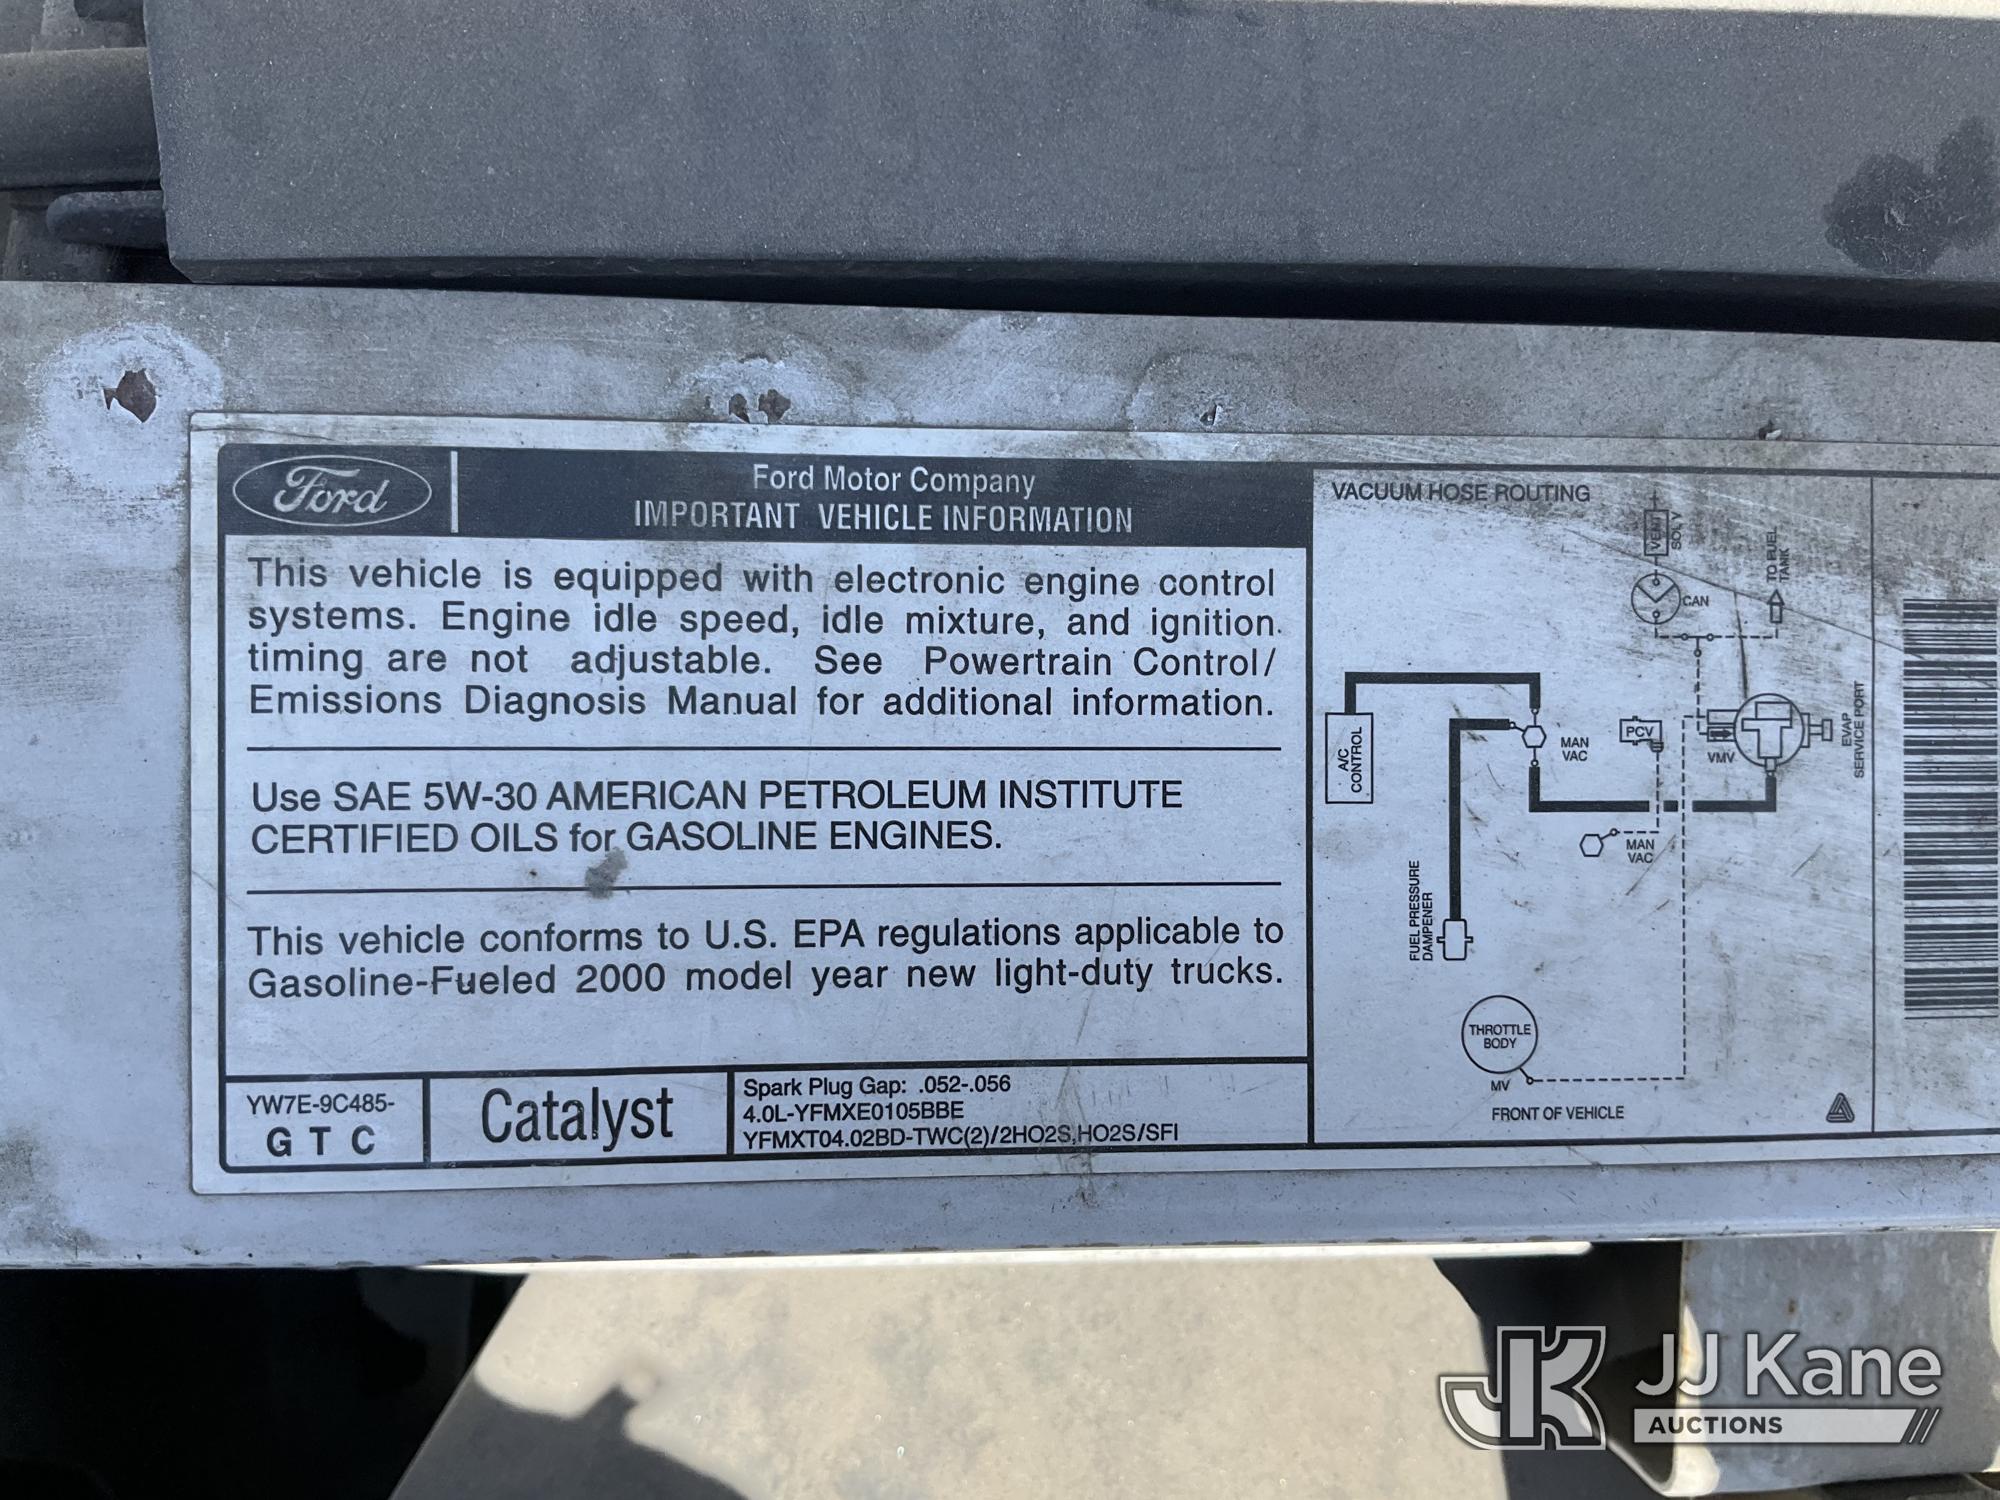 Ford
Ford Motor Company
IMPORTANT VEHICLE INFORMATION
This vehicle is equipped with electronic engine control
systems. Engine idle speed, idle mixture, and ignition
timing are not adjustable. See Powertrain Control/
Emissions Diagnosis Manual for additional information.
Use SAE 5W-30 AMERICAN PETROLEUM INSTITUTE
CERTIFIED OILS for GASOLINE ENGINES.
This vehicle conforms to U.S. EPA regulations applicable to
Gasoline-Fueled 2000 model year new light-duty trucks.
YW7E-9C485-
G T C
Catalyst
Spark Plug Gap: .052-.056
4.0L-YFMXE0105BBE
YFMXT04.02BD-TWC(2)/2HO2S,HO2S/SFI
VACUUM HOSE ROUTING
VENT
SOL V
TO FUEL
TANK
CAN
A/C
CONTROL
MAN
VAC
PCV
VMV
EVAP
SERVICE PORT
MAN
VAC
FUEL PRESSURE
DAMPENER
THROTTLE
BODY
MV
FRONT OF VEHICLE
JK
JJ Kane
AUCTIONS